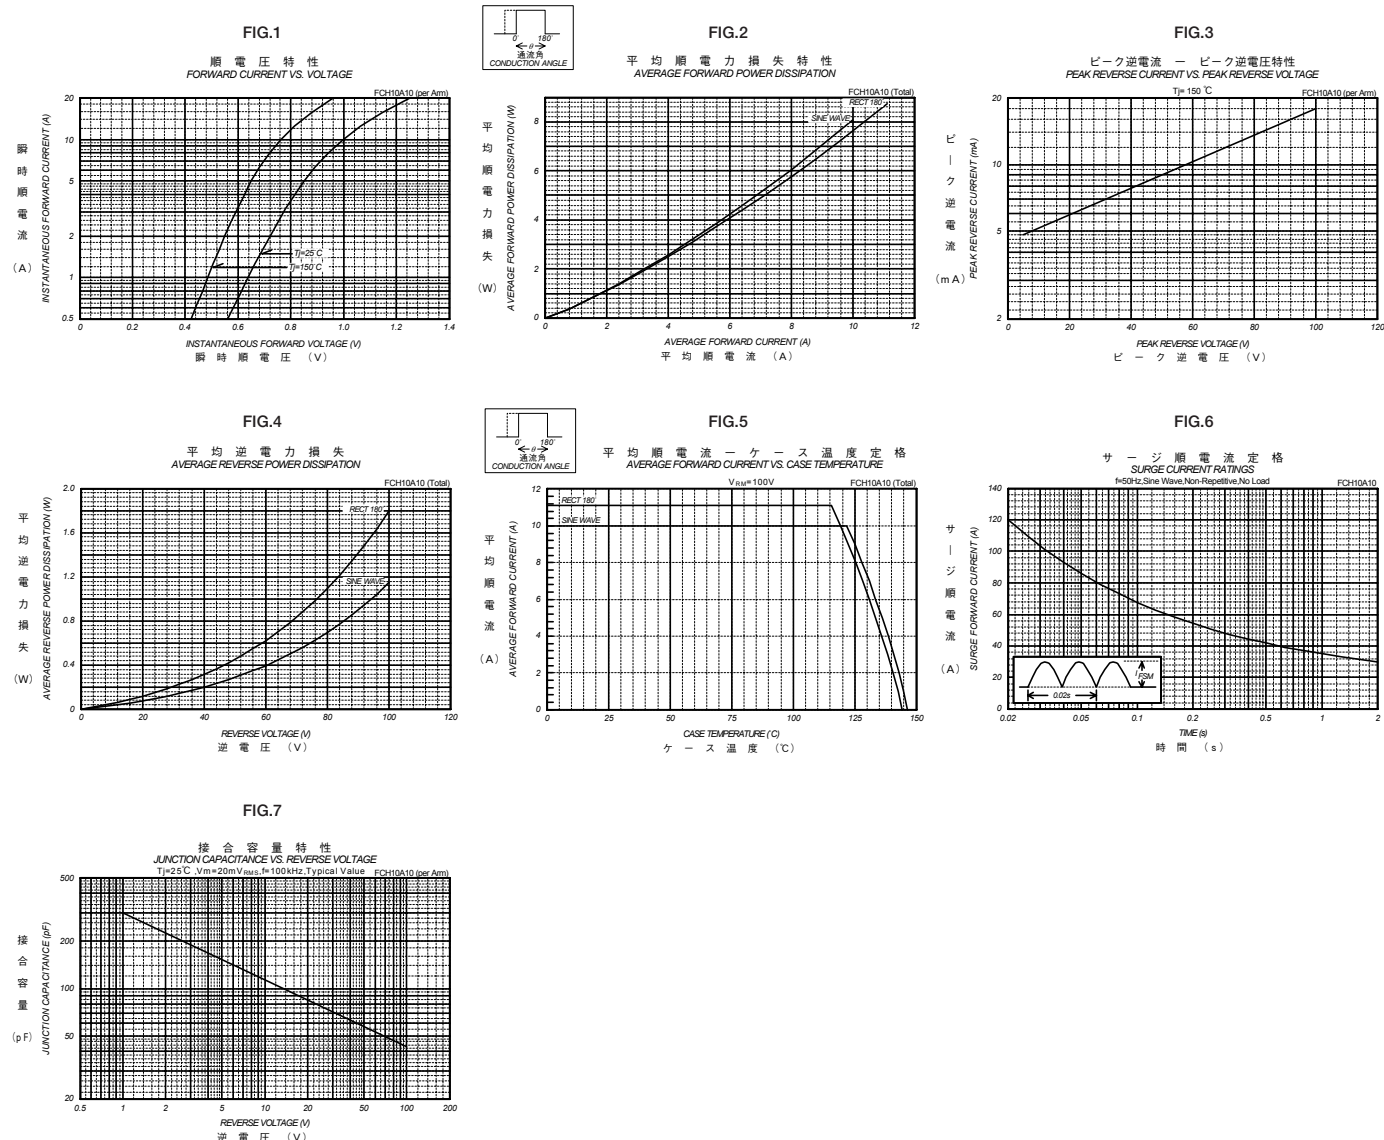 FIG.1
順電圧特性
FORWARD CURRENT VS. VOLTAGE
FCH10A10 (per Arm)
瞬時順電流 (A)
INSTANTANEOUS FORWARD CURRENT (A)
20
10
5
2
1
0.5
Tj=25°C
Tj=150°C
0 0.2 0.4 0.6 0.8 1.0 1.2 1.4
INSTANTANEOUS FORWARD VOLTAGE (V)
瞬時順電圧 (V)
0° 180°
θ
通流角
CONDUCTION ANGLE
FIG.2
平均順電力損失特性
AVERAGE FORWARD POWER DISSIPATION
FCH10A10 (Total)
平均順電力損失 (W)
AVERAGE FORWARD POWER DISSIPATION (W)
RECT 180°
SINE WAVE
8
6
4
2
0
0 2 4 6 8 10 12
AVERAGE FORWARD CURRENT (A)
平均順電流 (A)
FIG.3
ピーク逆電流 ー ピーク逆電圧特性
PEAK REVERSE CURRENT VS. PEAK REVERSE VOLTAGE
Tj= 150 °C
FCH10A10 (per Arm)
ピーク逆電流 (mA)
PEAK REVERSE CURRENT (mA)
20
10
5
2
0 20 40 60 80 100 120
PEAK REVERSE VOLTAGE (V)
ピーク逆電圧 (V)
FIG.4
平均逆電力損失
AVERAGE REVERSE POWER DISSIPATION
FCH10A10 (Total)
平均逆電力損失 (W)
AVERAGE REVERSE POWER DISSIPATION (W)
2.0
1.6
1.2
0.8
0.4
0
RECT 180°
SINE WAVE
0 20 40 60 80 100 120
REVERSE VOLTAGE (V)
逆電圧 (V)
0° 180°
θ
通流角
CONDUCTION ANGLE
FIG.5
平均順電流ーケース温度定格
AVERAGE FORWARD CURRENT VS. CASE TEMPERATURE
VRM=100V
FCH10A10 (Total)
平均順電流 (A)
AVERAGE FORWARD CURRENT (A)
12
10
8
6
4
2
0
RECT 180°
SINE WAVE
0 25 50 75 100 125 150
CASE TEMPERATURE (°C)
ケース温度 (℃)
FIG.6
サージ順電流定格
SURGE CURRENT RATINGS
f=50Hz,Sine Wave,Non-Repetitive,No Load
FCH10A10
サージ順電流 (A)
SURGE FORWARD CURRENT (A)
140
120
100
80
60
40
20
0
0.02s
IFSM
0.02 0.05 0.1 0.2 0.5 1 2
TIME (s)
時間 (s)
FIG.7
接合容量特性
JUNCTION CAPACITANCE VS. REVERSE VOLTAGE
Tj=25℃ ,Vm=20mVRMS,f=100kHz,Typical Value
FCH10A10 (per Arm)
接合容量 (pF)
JUNCTION CAPACITANCE (pF)
500
200
100
50
20
0.5 1 2 5 10 20 50 100 200
REVERSE VOLTAGE (V)
逆電圧 (V)